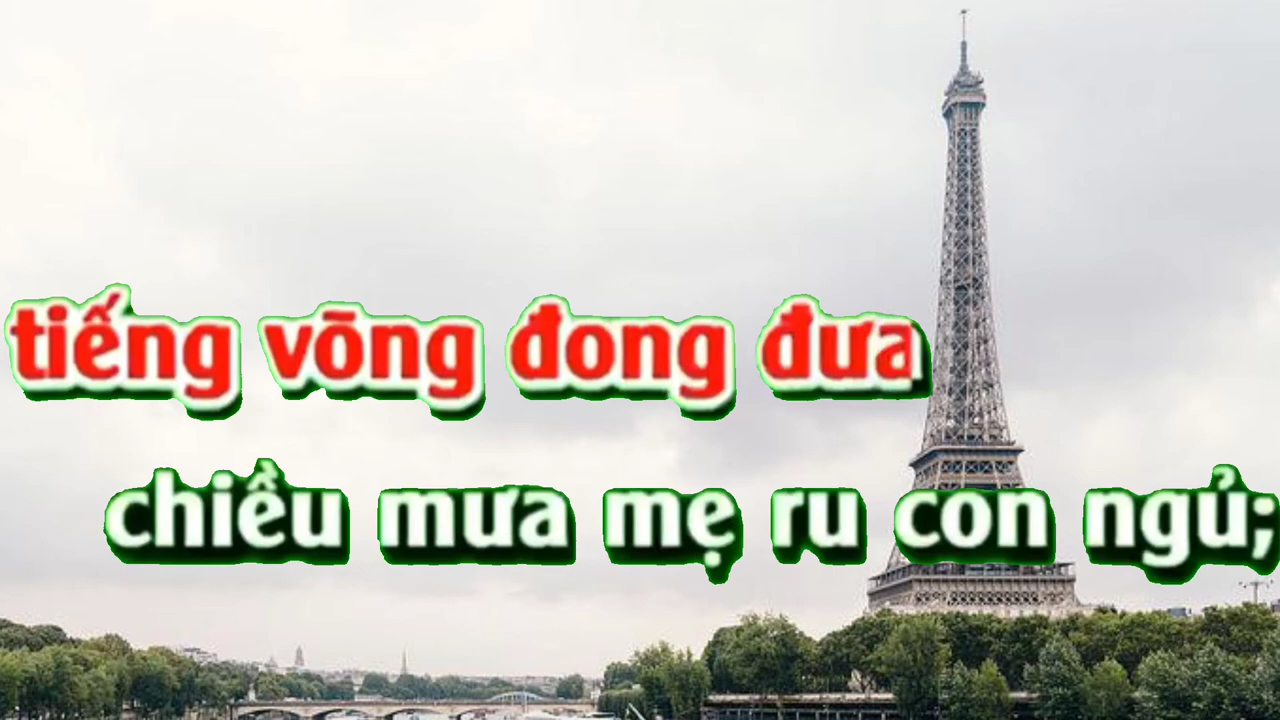 tiếng võng đong đưa
chiều mưa mẹ ru con ngủ;